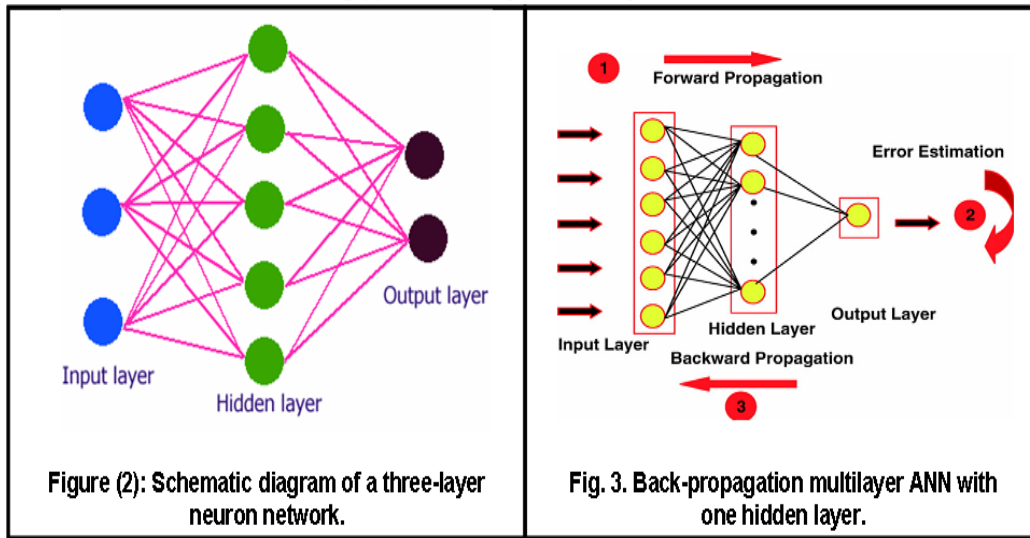 Input layer
Hidden layer
Output layer
Figure (2): Schematic diagram of a three-layer
neuron network.
1
Forward Propagation
Error Estimation
2
Input Layer
Hidden Layer
Output Layer
Backward Propagation
3
Fig. 3. Back-propagation multilayer ANN with
one hidden layer.